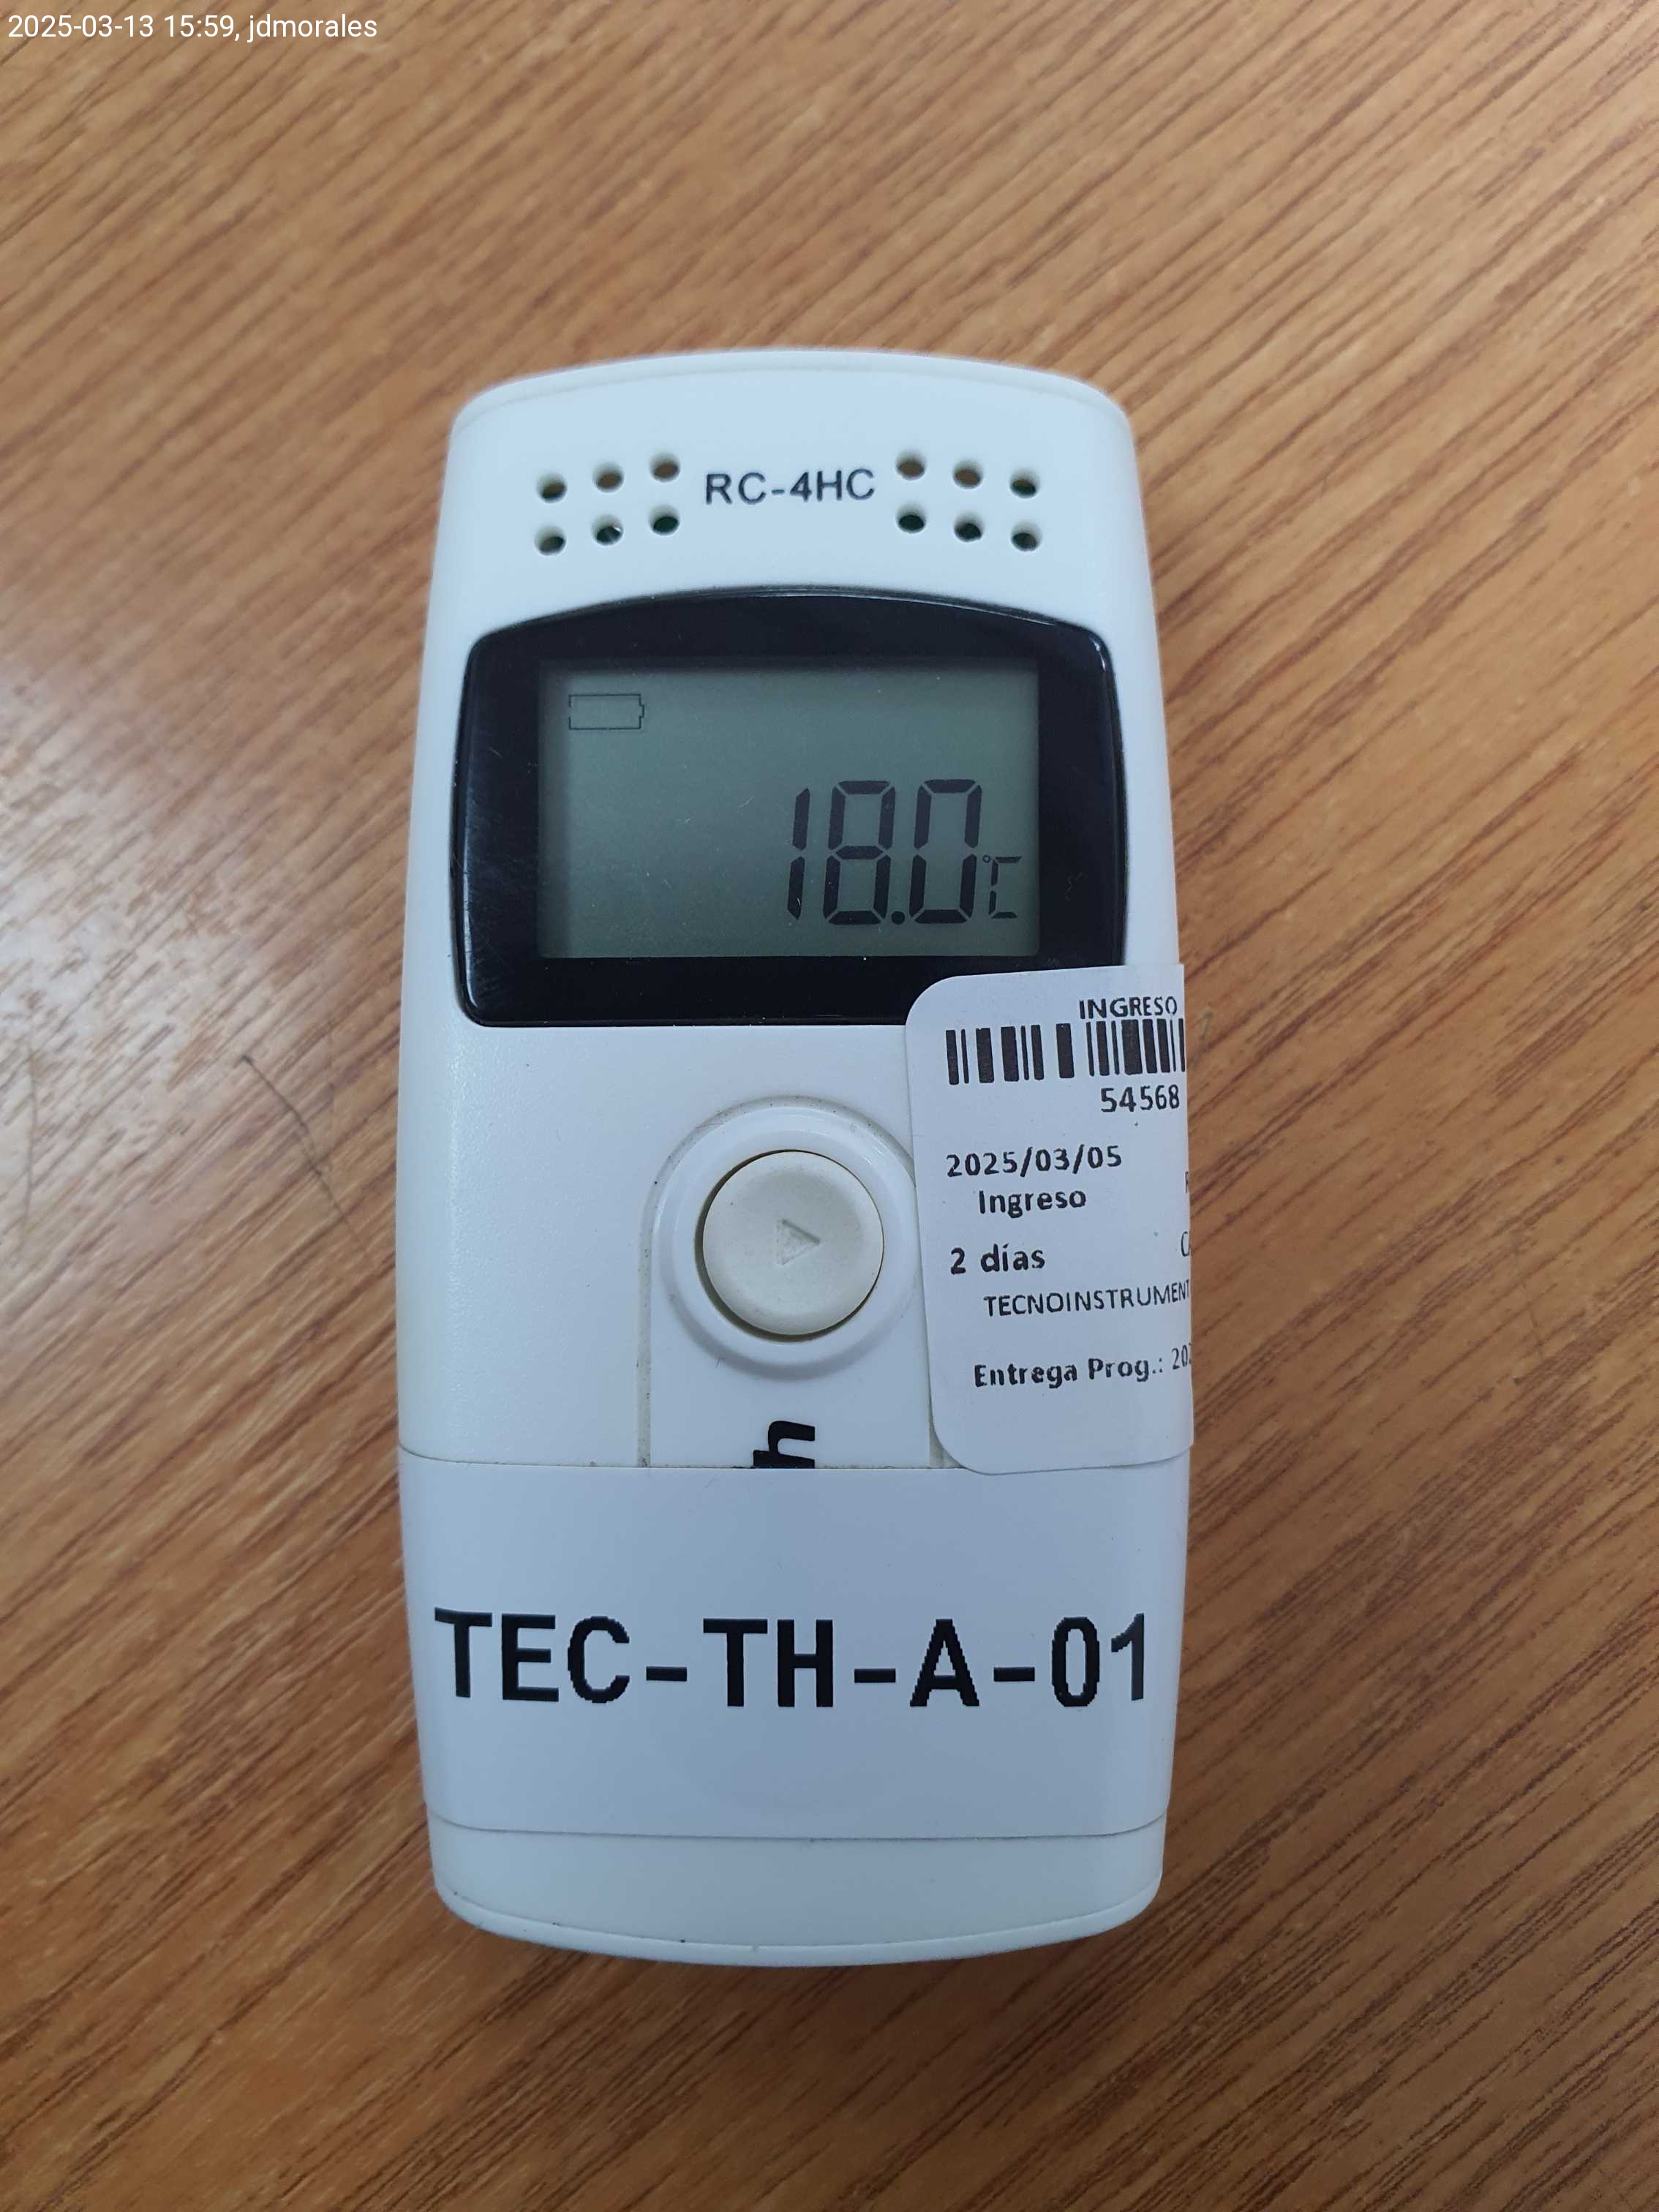 2025-03-13 15:59, jdmorales
RC-4HC
18.0°C
INGRESO
54568
2025/03/05
Ingreso
2 días
TECNOINSTRUMENT
Entrega Prog.: 202
h
TEC-TH-A-01